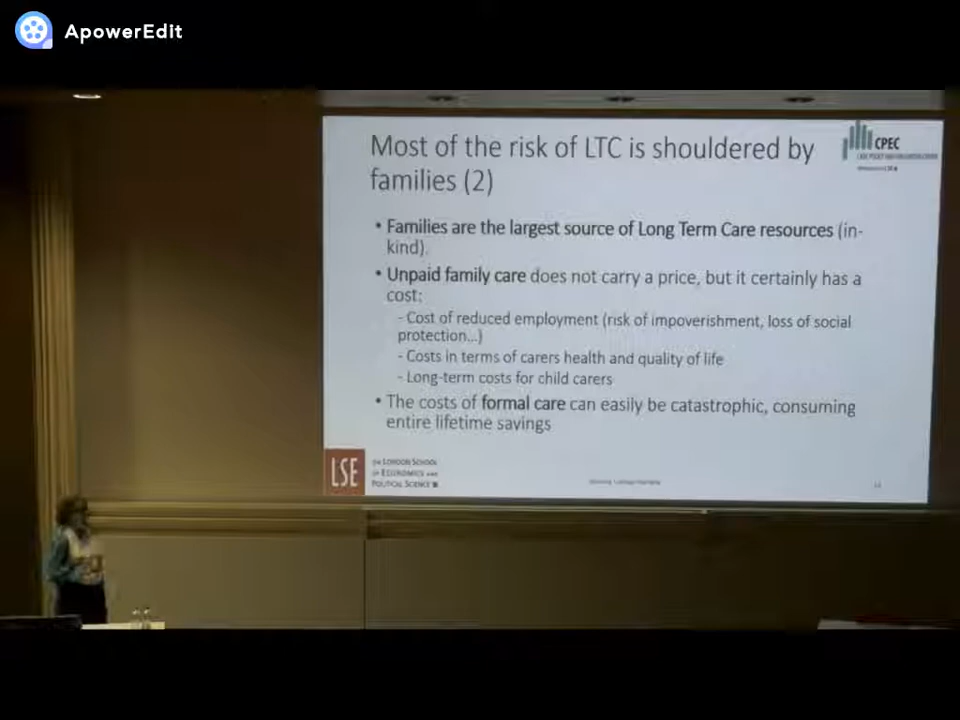 ApowerEdit
Most of the risk of LTC is shouldered by
families (2)
CPEC
• Families are the largest source of Long Term Care resources (in-
kind).
• Unpaid family care does not carry a price, but it certainly has a
cost:
- Cost of reduced employment (risk of impoverishment, loss of social
protection...)
- Costs in terms of carers health and quality of life
- Long-term costs for child carers
• The costs of formal care can easily be catastrophic, consuming
entire lifetime savings
LSE
THE LONDON SCHOOL
OF ECONOMICS AND
POLITICAL SCIENCE